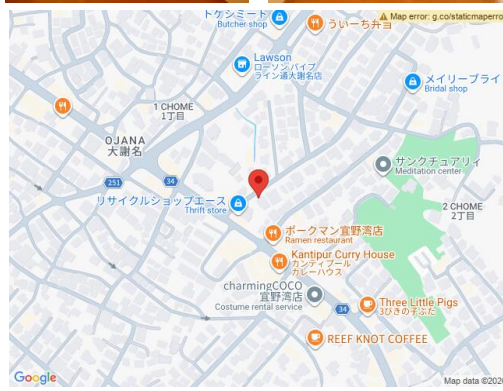 トケシミート
Butcher shop
ういーち弁当
Map error: g.co/staticmaperro
Lawson
ローソン パイプ
ライン通大謝名店
メイリーブライ
Bridal shop
1 CHOME
1丁目
OJANA
大謝名
サンクチュアリィ
Meditation center
251
34
リサイクルショップエース
Thrift store
2 CHOME
2丁目
ポークマン宜野湾店
Ramen restaurant
Kantipur Curry House
カンティプール
カレーハウス
charmingCOCO
宜野湾店
Costume rental service
34
Three Little Pigs
3びきの子ぶた
REEF KNOT COFFEE
Google
Map data ©202